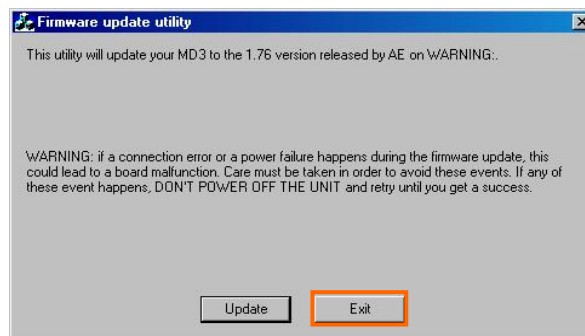 Firmware update utility
This utility will update your MD3 to the 1.76 version released by AE on WARNING:.
WARNING: if a connection error or a power failure happens during the firmware update, this
could lead to a board malfunction. Care must be taken in order to avoid these events. If any of
these event happens, DON'T POWER OFF THE UNIT and retry until you get a success.
Update
Exit